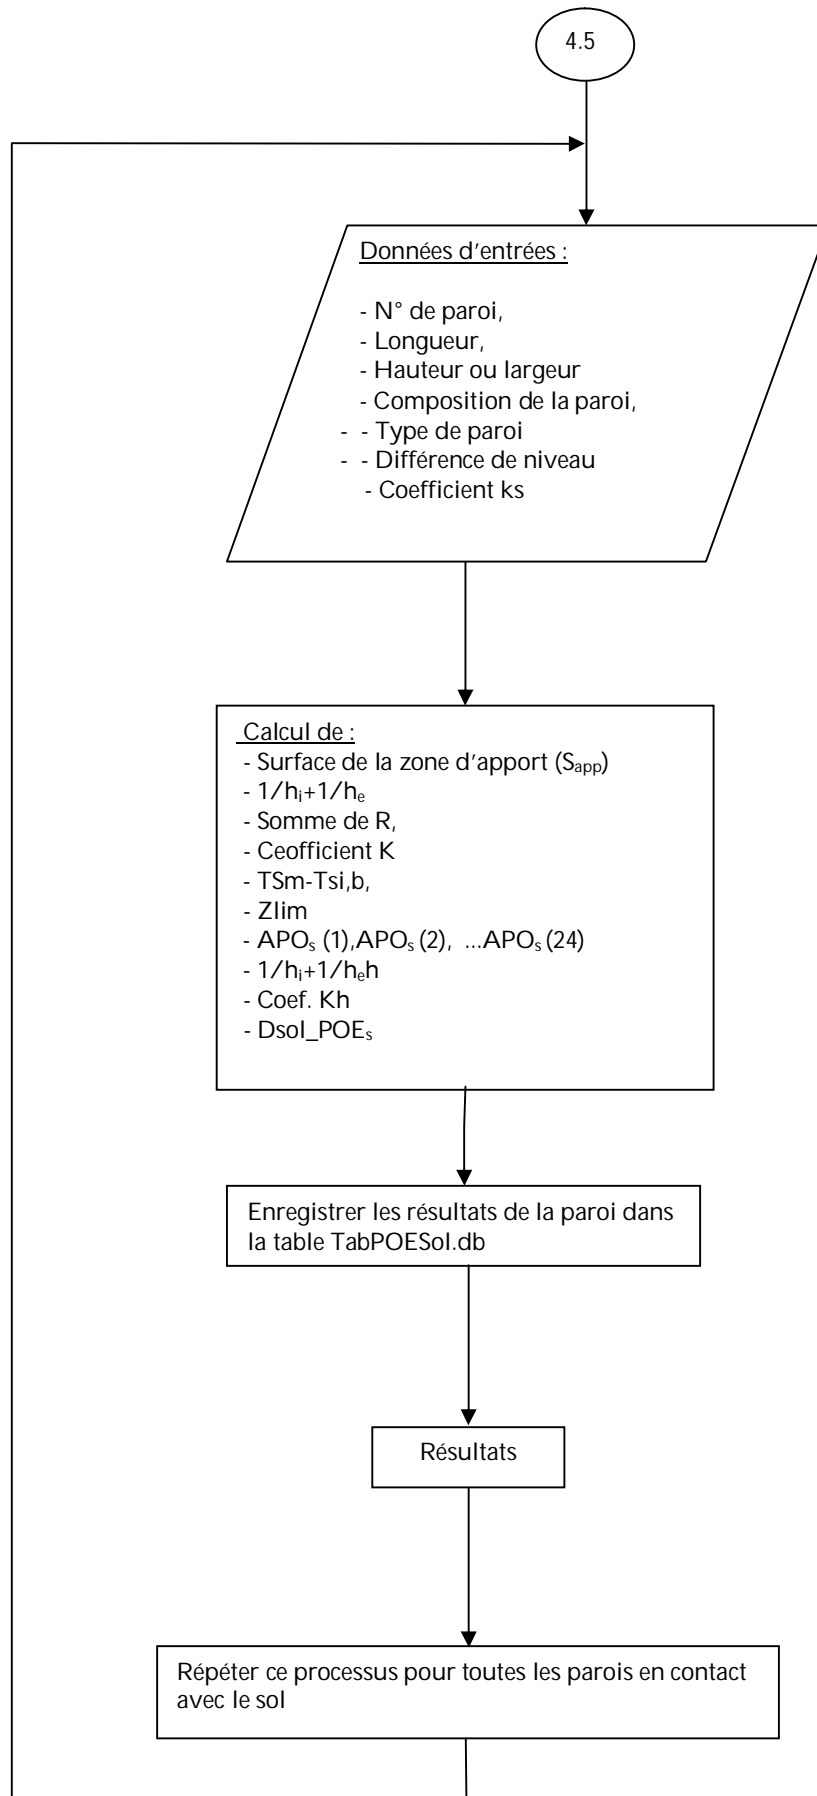 4.5
Données d'entrées :
- N° de paroi,
- Longueur,
- Hauteur ou largeur
- Composition de la paroi,
- - Type de paroi
- - Différence de niveau
- Coefficient ks
Calcul de :
- Surface de la zone d'apport (Sapp)
- 1/hi+1/he
- Somme de R,
- Ceofficient K
- TSm-Tsi,b,
- Zlim
- APOs (1),APOs (2), ...APOs (24)
- 1/hi+1/heh
- Coef. Kh
- Dsol_POEs
Enregistrer les résultats de la paroi dans
la table TabPOESol.db
Résultats
Répéter ce processus pour toutes les parois en contact
avec le sol